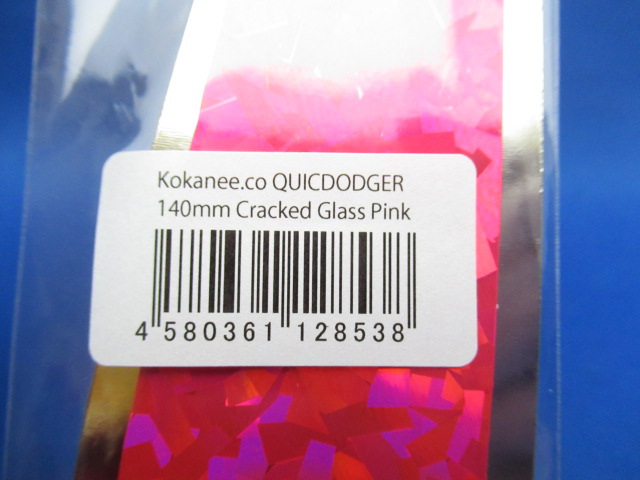 Kokanee.co QUICDODGER
140mm Cracked Glass Pink
4 580361 128538